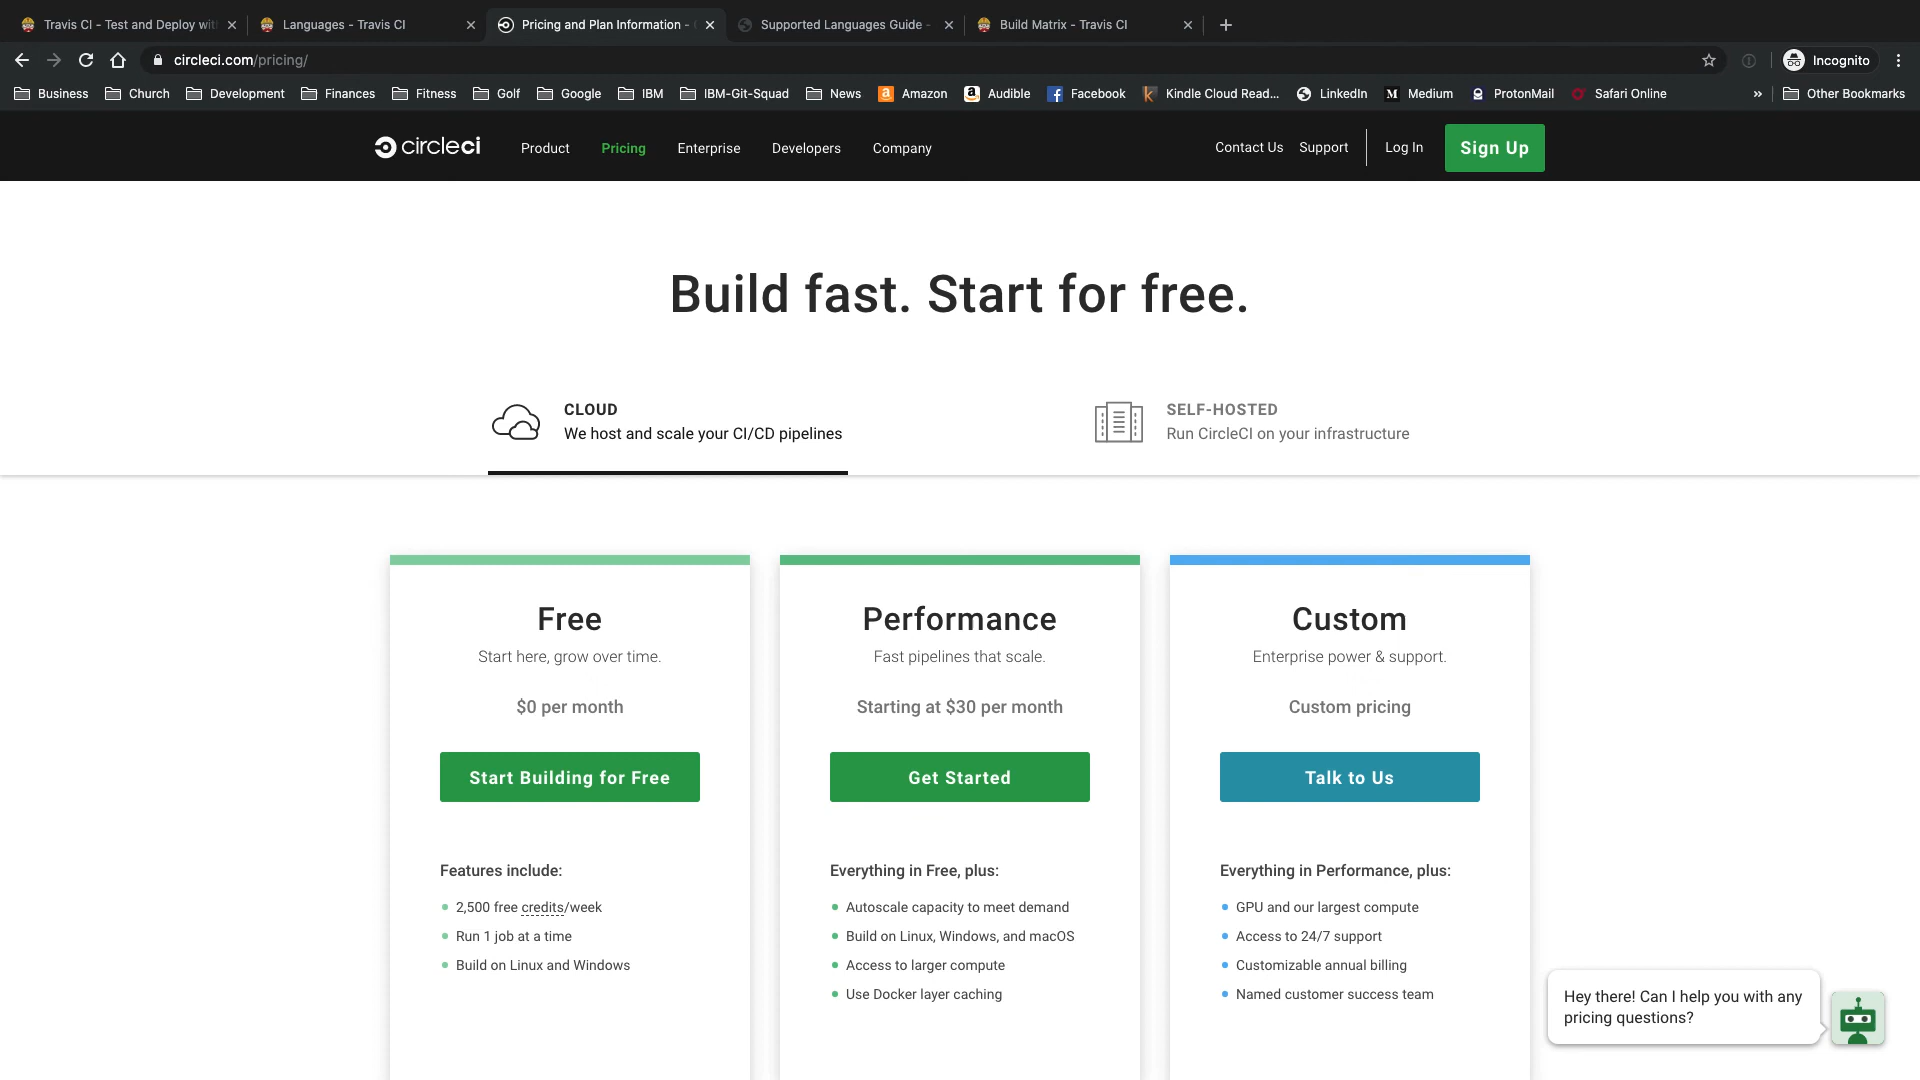 Travis CI - Test and Deploy wit
Languages - Travis CI
Pricing and Plan Information -
Supported Languages Guide -
Build Matrix - Travis CI
circleci.com/pricing/
Incognito
Business
Church
Development
Finances
Fitness
Golf
Google
IBM
IBM-Git-Squad
News
Amazon
Audible
Facebook
Kindle Cloud Read...
LinkedIn
Medium
ProtonMail
Safari Online
»
Other Bookmarks
circleci
Product
Pricing
Enterprise
Developers
Company
Contact Us
Support
Log In
Sign Up
Build fast. Start for free.
CLOUD
We host and scale your CI/CD pipelines
SELF-HOSTED
Run CircleCI on your infrastructure
Free
Start here, grow over time.
$0 per month
Start Building for Free
Features include:
2,500 free credits/week
Run 1 job at a time
Build on Linux and Windows
Performance
Fast pipelines that scale.
Starting at $30 per month
Get Started
Everything in Free, plus:
Autoscale capacity to meet demand
Build on Linux, Windows, and macOS
Access to larger compute
Use Docker layer caching
Custom
Enterprise power & support.
Custom pricing
Talk to Us
Everything in Performance, plus:
GPU and our largest compute
Access to 24/7 support
Customizable annual billing
Named customer success team
Hey there! Can I help you with any
pricing questions?